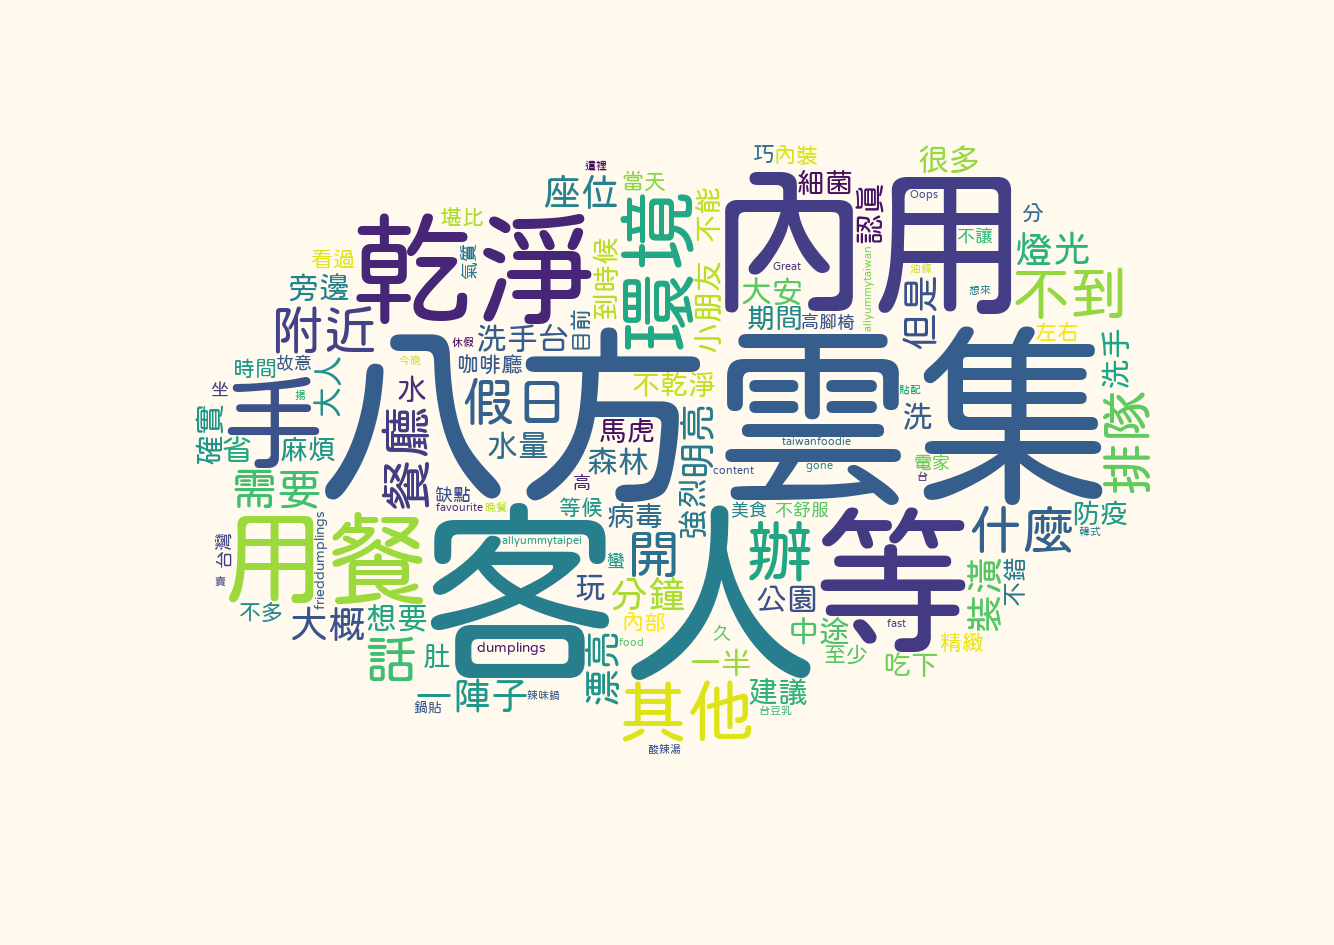 這裡
巧
內裝
很多
座位
當天
細菌
Oops
分
堪比
乾淨
環境
不能
內用
認真
不讓
燈光
看過
氣質
到時候
Great
allyummytaiwan
油條
旁邊
小朋友
大安
但是
想來
不到
附近
休假
洗手台
目前
期間
高腳椅
左右
時間
故意
大人
今晚
咖啡廳
八方雲集
洗手
坐
手
揚
水
假日
不乾淨
貼配
確實
省
麻煩
餐廳
水量
馬虎
森林
強烈
明亮
taiwanfoodie
洗
排隊
需要
高
content
gone
電家
台
缺點
favourite
晚餐
等候
病毒
美食
不舒服
什麼
防疫
韓式
台灣
賣
用餐
frieddumplings
客人
allyummytaipei
蠻
開
辦
等
裝潢
不錯
玩
分鐘
公園
不多
大概
想要
內部
久
中途
fast
精緻
話
肚
dumplings
漂亮
food
一半
至少
吃下
一陣子
鍋貼
辣味鍋
其他
建議
台豆乳
酸辣湯